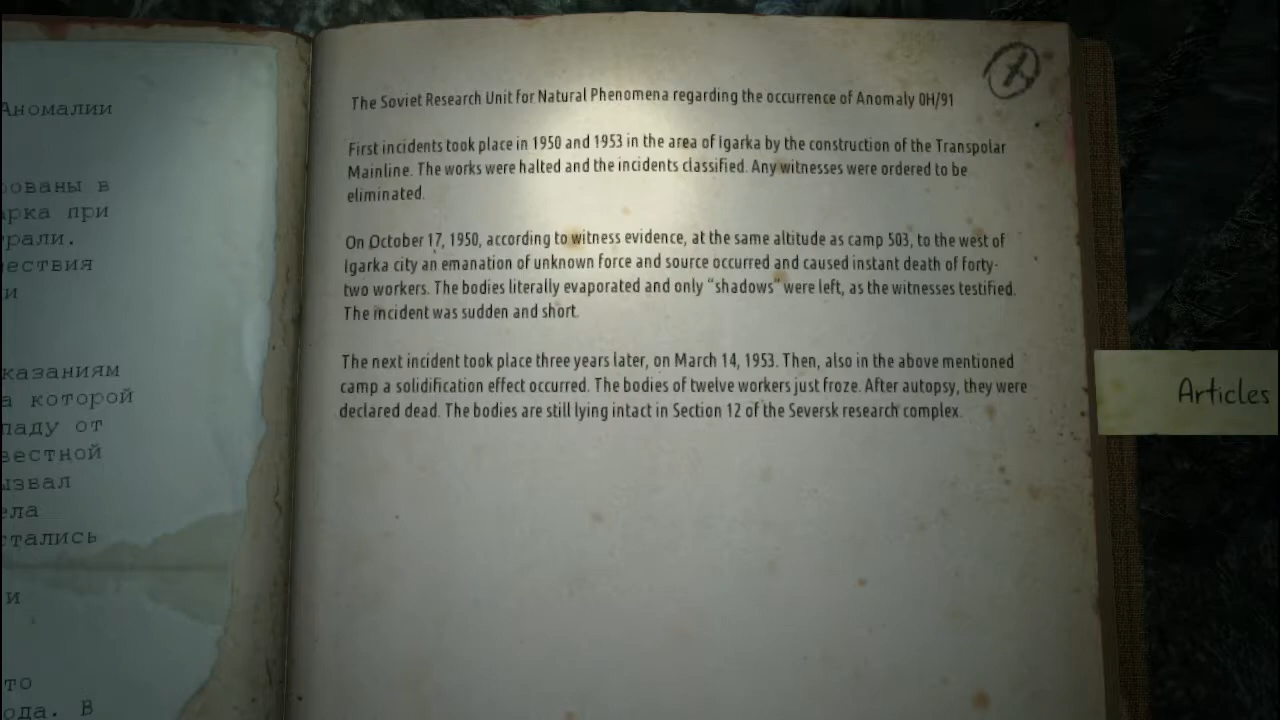 Аномалии
рованы в
арка при
урали.
ествия
и
казаниям
а которой
паду от
вестной
ызвал
ела
стались
и
то
ода. В
The Soviet Research Unit for Natural Phenomena regarding the occurrence of Anomaly 0H/91
First incidents took place in 1950 and 1953 in the area of Igarka by the construction of the Transpolar
Mainline. The works were halted and the incidents classified. Any witnesses were ordered to be
eliminated.
On October 17, 1950, according to witness evidence, at the same altitude as camp 503, to the west of
Igarka city an emanation of unknown force and source occurred and caused instant death of forty-
two workers. The bodies literally evaporated and only “shadows” were left, as the witnesses testified.
The incident was sudden and short.
The next incident took place three years later, on March 14, 1953. Then, also in the above mentioned
camp a solidification effect occurred. The bodies of twelve workers just froze. After autopsy, they were
declared dead. The bodies are still lying intact in Section 12 of the Seversk research complex.
Articles